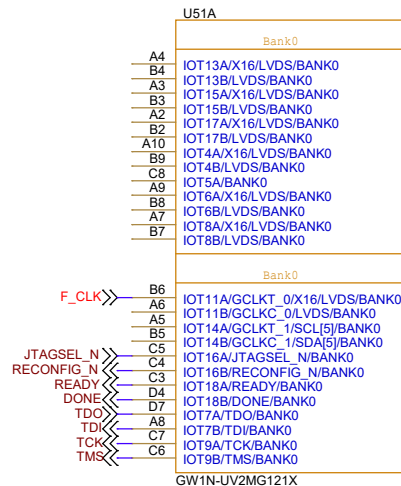 U51A
Bank0
A4 IOT13A/X16/LVDS/BANK0
B4 IOT13B/LVDS/BANK0
A3 IOT15A/X16/LVDS/BANK0
B3 IOT15B/LVDS/BANK0
A2 IOT17A/X16/LVDS/BANK0
B2 IOT17B/LVDS/BANK0
A10 IOT4A/X16/LVDS/BANK0
B9 IOT4B/LVDS/BANK0
C8 IOT5A/BANK0
A9 IOT6A/X16/LVDS/BANK0
B8 IOT6B/LVDS/BANK0
A7 IOT8A/X16/LVDS/BANK0
B7 IOT8B/LVDS/BANK0
Bank0
F_CLK B6 IOT11A/GCLKT_0/X16/LVDS/BANK0
A6 IOT11B/GCLKC_0/LVDS/BANK0
A5 IOT14A/GCLKT_1/SCL[5]/BANK0
B5 IOT14B/GCLKC_1/SDA[5]/BANK0
JTAGSEL_N C5 IOT16A/JTAGSEL_N/BANK0
RECONFIG_N C4 IOT16B/RECONFIG_N/BANK0
READY C3 IOT18A/READY/BANK0
DONE D4 IOT18B/DONE/BANK0
TDO D7 IOT7A/TDO/BANK0
TDI A8 IOT7B/TDI/BANK0
TCK C7 IOT9A/TCK/BANK0
TMS C6 IOT9B/TMS/BANK0
GW1N-UV2MG121X